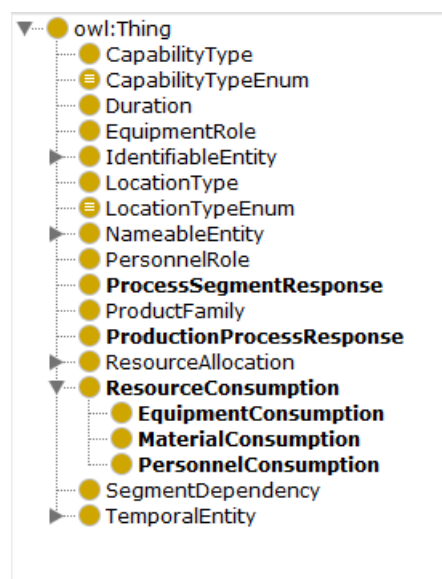 owl:Thing
CapabilityType
CapabilityTypeEnum
Duration
EquipmentRole
IdentifiableEntity
LocationType
LocationTypeEnum
NameableEntity
PersonnelRole
ProcessSegmentResponse
ProductFamily
ProductionProcessResponse
ResourceAllocation
ResourceConsumption
EquipmentConsumption
MaterialConsumption
PersonnelConsumption
SegmentDependency
TemporalEntity